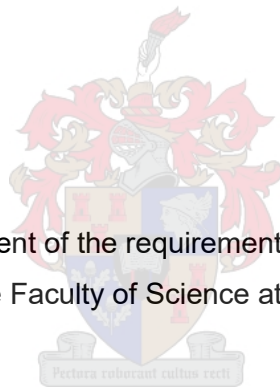 ent of the requirement
e Faculty of Science at
Pectora roborant cultus recti